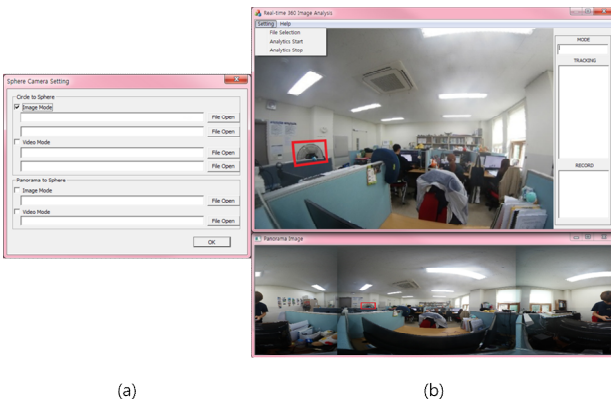 Sphere Camera Setting
Circle to Sphere
Image Mode
File Open
File Open
Video Mode
File Open
File Open
Panorama to Sphere
Image Mode
File Open
Video Mode
File Open
OK
Real-time 360 Image Analysis
Setting Help
File Selection
Analytics Start
Analytics Stop
MODE
TRACKING
RECORD
Panorama Image
(a)
(b)